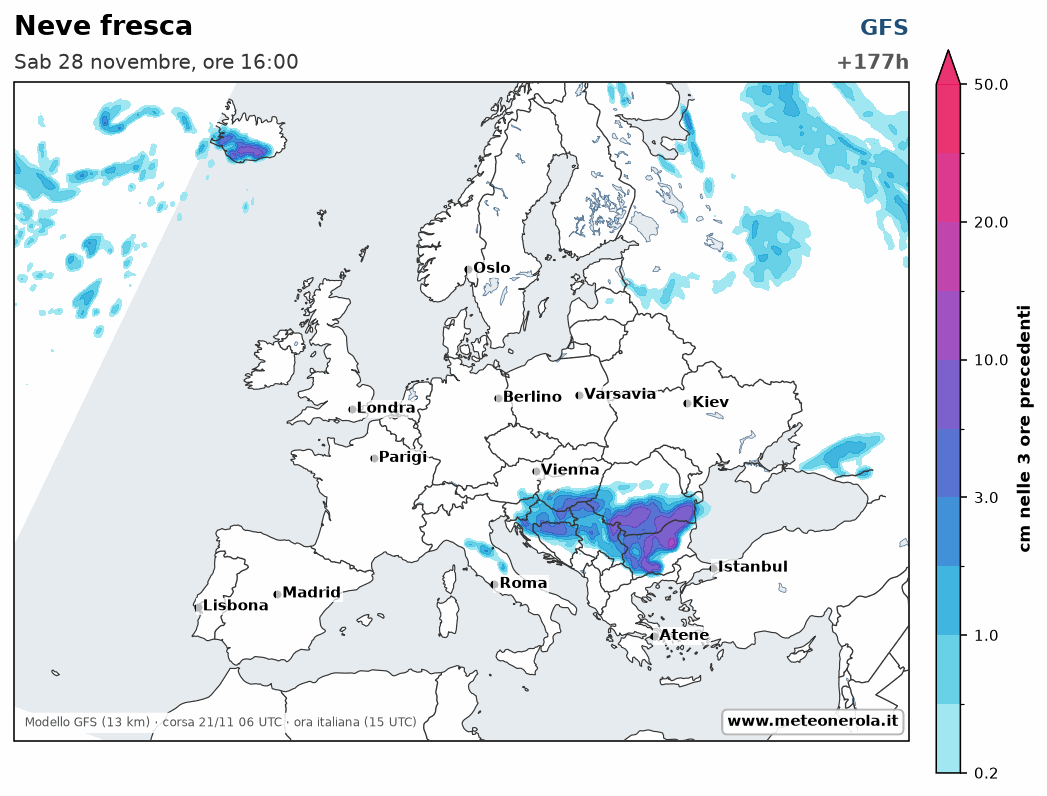 Neve fresca
GFS
Sab 28 novembre, ore 16:00
+177h
50.0
20.0
10.0
3.0
1.0
0.2
cm nelle 3 ore precedenti
Oslo
Berlino
Varsavia
Kiev
Londra
Parigi
Vienna
Istanbul
Roma
Madrid
Lisbona
Atene
Modello GFS (13 km) · corsa 21/11 06 UTC · ora italiana (15 UTC)
www.meteonerola.it